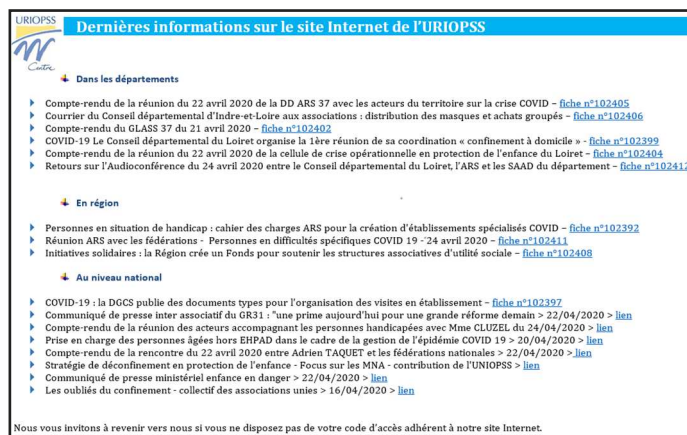 URIOPSS
Centre
Dernières informations sur le site Internet de l'URIOPSS
Dans les départements
Compte-rendu de la réunion du 22 avril 2020 de la DD ARS 37 avec les acteurs du territoire sur la crise COVID – fiche n°102405
Courrier du Conseil départemental d'Indre-et-Loire aux associations : distribution des masques et achats groupés – fiche n°102406
Compte-rendu du GLASS 37 du 21 avril 2020 – fiche n°102402
COVID-19 Le Conseil départemental du Loiret organise la 1ère réunion de sa coordination « confinement à domicile » - fiche n°102399
Compte-rendu de la réunion du 22 avril 2020 de la cellule de crise opérationnelle en protection de l'enfance du Loiret – fiche n°102404
Retours sur l'Audioconférence du 24 avril 2020 entre le Conseil départemental du Loiret, l'ARS et les SAAD du département – fiche n°102412
En région
Personnes en situation de handicap : cahier des charges ARS pour la création d'établissements spécialisés COVID – fiche n°102392
Réunion ARS avec les fédérations - Personnes en difficultés spécifiques COVID 19 - 24 avril 2020 – fiche n°102411
Initiatives solidaires : la Région crée un Fonds pour soutenir les structures associatives d'utilité sociale – fiche n°102408
Au niveau national
COVID-19 : la DGCS publie des documents types pour l'organisation des visites en établissement – fiche n°102397
Communiqué de presse inter associatif du GR31 : "une prime aujourd'hui pour une grande réforme demain > 22/04/2020 > lien
Compte-rendu de la réunion des acteurs accompagnant les personnes handicapées avec Mme CLUZEL du 24/04/2020 > lien
Prise en charge des personnes âgées hors EHPAD dans le cadre de la gestion de l'épidémie COVID 19 > 20/04/2020 > lien
Compte-rendu de la rencontre du 22 avril 2020 entre Adrien TAQUET et les fédérations nationales > 22/04/2020 > lien
Stratégie de déconfinement en protection de l'enfance - Focus sur les MNA - contribution de l'UNIOPSS > lien
Communiqué de presse ministériel enfance en danger > 22/04/2020 > lien
Les oubliés du confinement - collectif des associations unies > 16/04/2020 > lien
Nous vous invitons à revenir vers nous si vous ne disposez pas de votre code d'accès adhérent à notre site Internet.